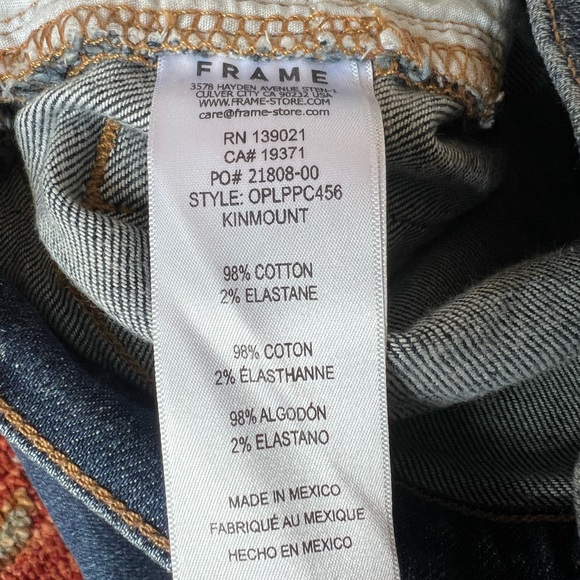 FRAME
3578 HAYDEN AVENUE STE N-1
CULVER CITY CA 90232 USA
WWW.FRAME-STORE.COM
care@frame-store.com
RN 139021
CA# 19371
PO# 21808-00
STYLE: OPLPPC456
KINMOUNT
98% COTTON
2% ELASTANE
98% COTON
2% ÉLASTHANNE
98% ALGODÓN
2% ELASTANO
MADE IN MEXICO
FABRIQUÉ AU MEXIQUE
HECHO EN MEXICO